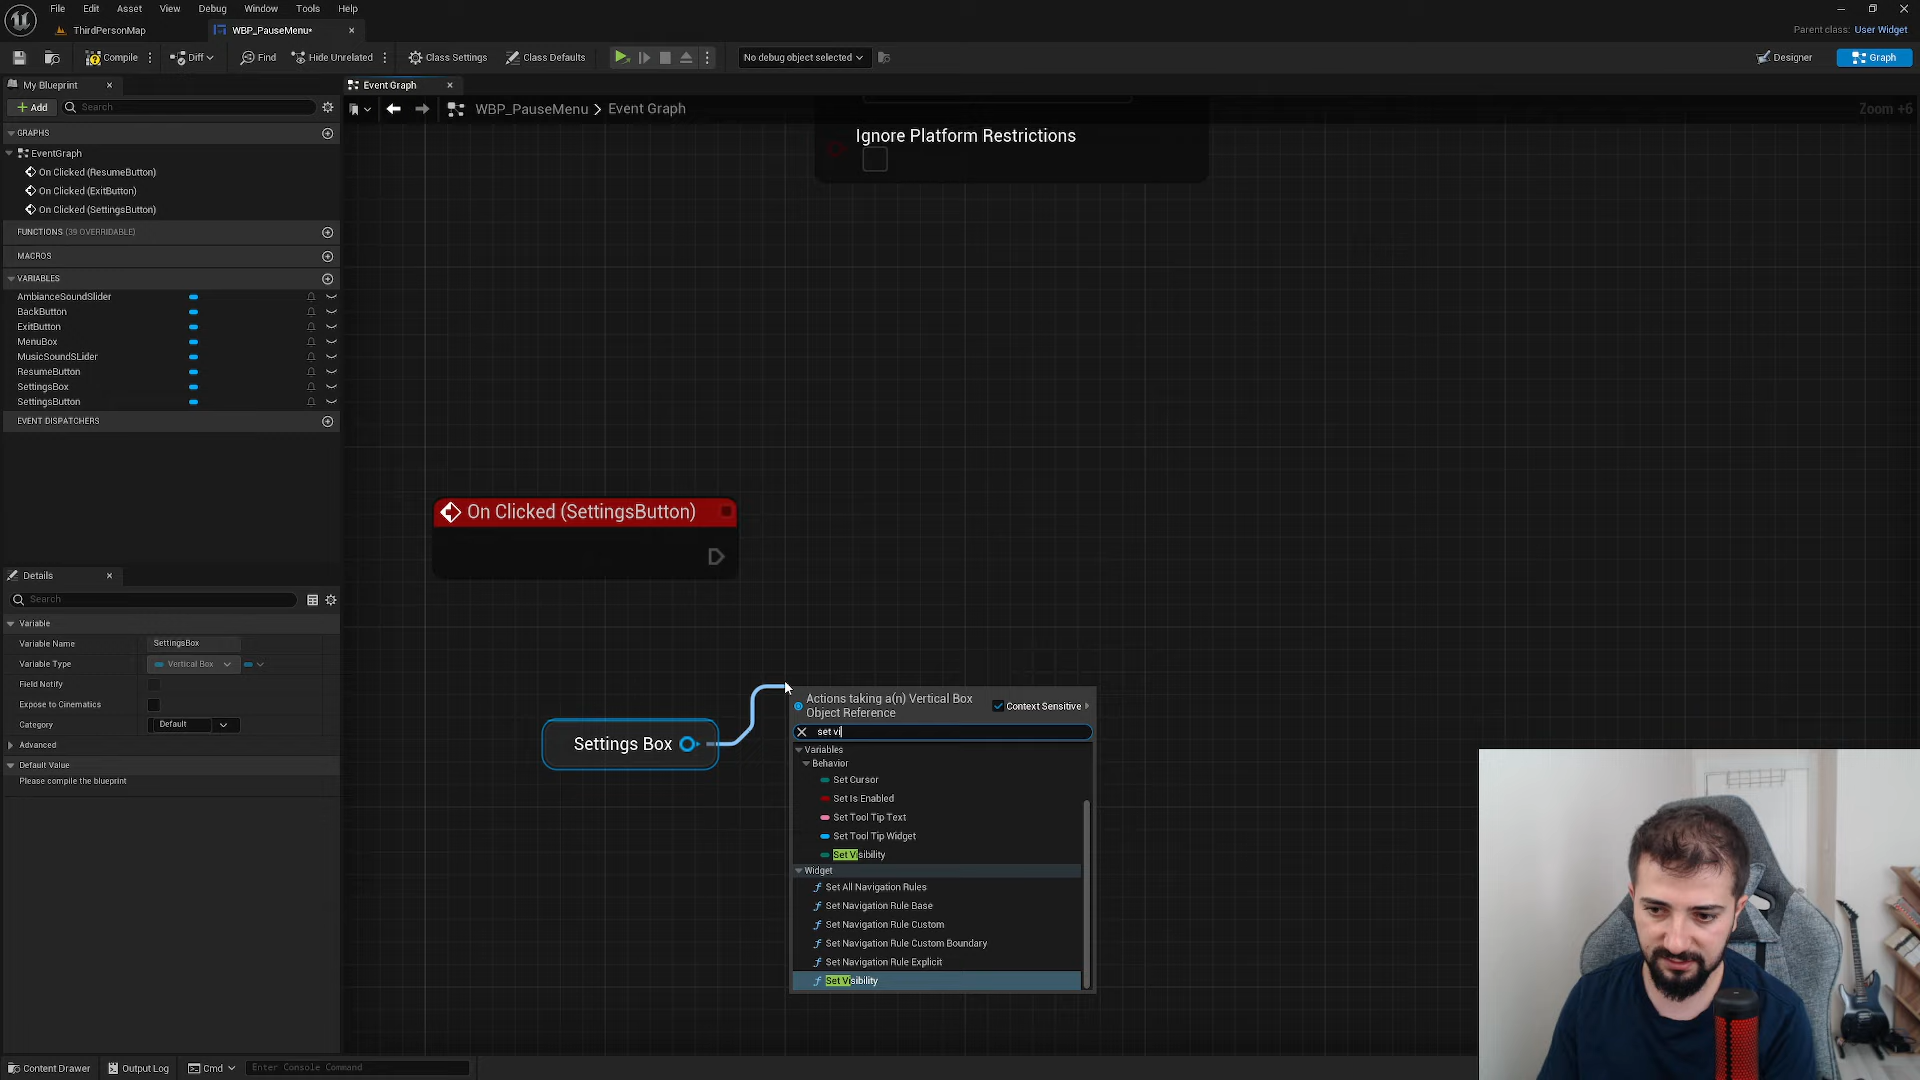 File Edit Asset View Debug Window Tools Help
ThirdPersonMap
WBP_PauseMenu*
Parent class: User Widget
Compile
Diff
Find
Hide Unrelated
Class Settings
Class Defaults
No debug object selected
Designer
Graph
My Blueprint
Add
Search
GRAPHS
EventGraph
On Clicked (ResumeButton)
On Clicked (ExitButton)
On Clicked (SettingsButton)
FUNCTIONS (39 OVERRIDABLE)
MACROS
VARIABLES
AmbianceSoundSlider
BackButton
ExitButton
MenuBox
MusicSoundSLider
ResumeButton
SettingsBox
SettingsButton
EVENT DISPATCHERS
Details
Search
Variable
Variable Name SettingsBox
Variable Type Vertical Box
Field Notify
Expose to Cinematics
Category Default
Advanced
Default Value
Please compile the blueprint
Event Graph
WBP_PauseMenu > Event Graph
Zoom +6
Ignore Platform Restrictions
On Clicked (SettingsButton)
Settings Box
Actions taking a(n) Vertical Box
Object Reference
Context Sensitive
set vi
Variables
Behavior
Set Cursor
Set Is Enabled
Set Tool Tip Text
Set Tool Tip Widget
Set Visibility
Widget
Set All Navigation Rules
Set Navigation Rule Base
Set Navigation Rule Custom
Set Navigation Rule Custom Boundary
Set Navigation Rule Explicit
Set Visibility
Content Drawer
Output Log
Cmd
Enter Console Command